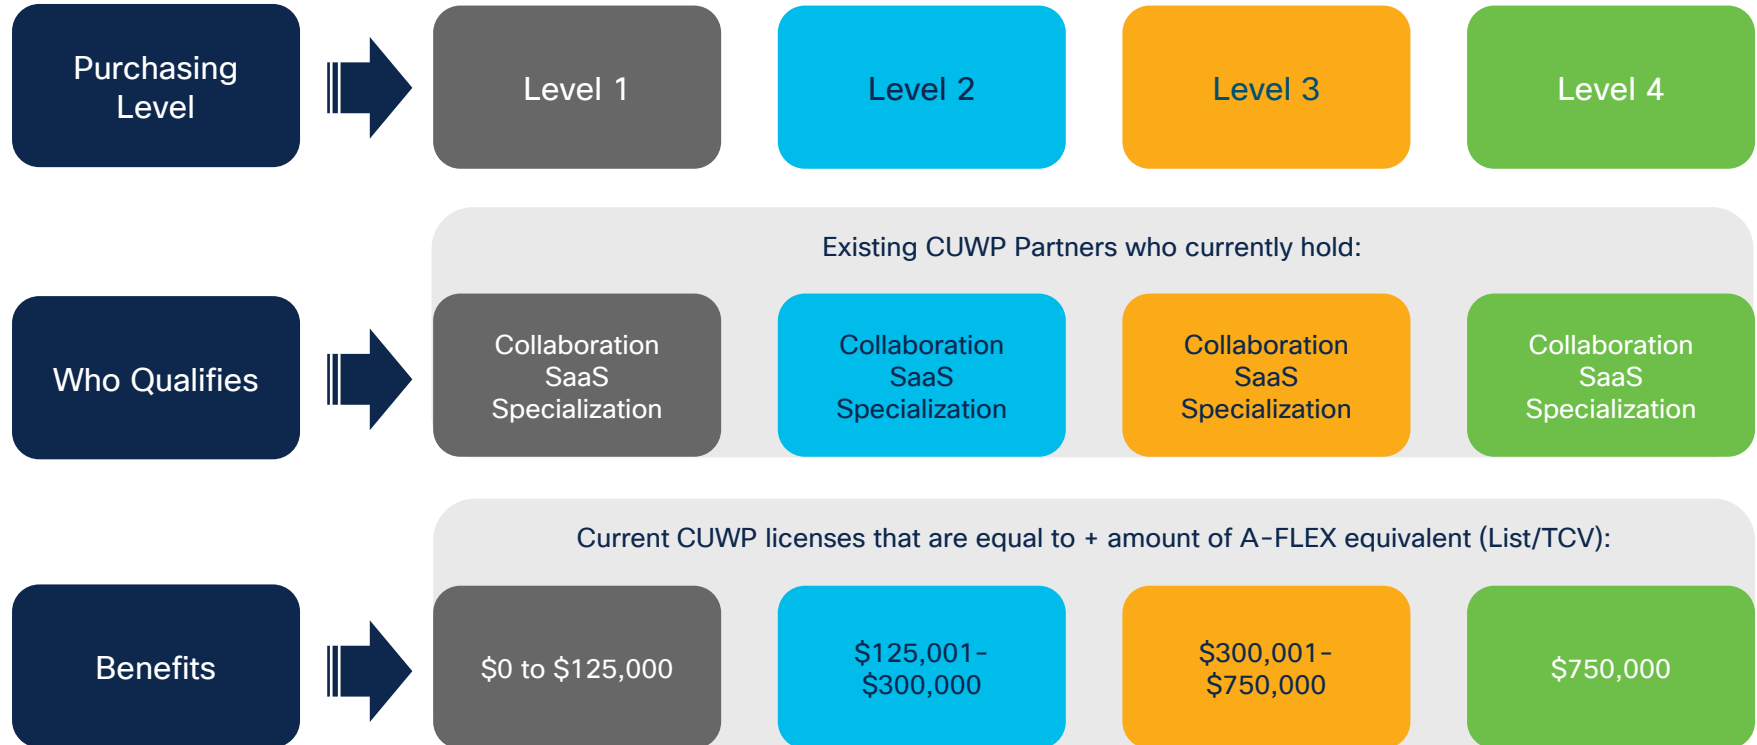 Purchasing
Level
Level 1
Level 2
Level 3
Level 4
Existing CUWP Partners who currently hold:
Who Qualifies
Collaboration
SaaS
Specialization
Collaboration
SaaS
Specialization
Collaboration
SaaS
Specialization
Collaboration
SaaS
Specialization
Current CUWP licenses that are equal to + amount of A-FLEX equivalent (List/TCV):
Benefits
$0 to $125,000
$125,001-
$300,000
$300,001-
$750,000
$750,000